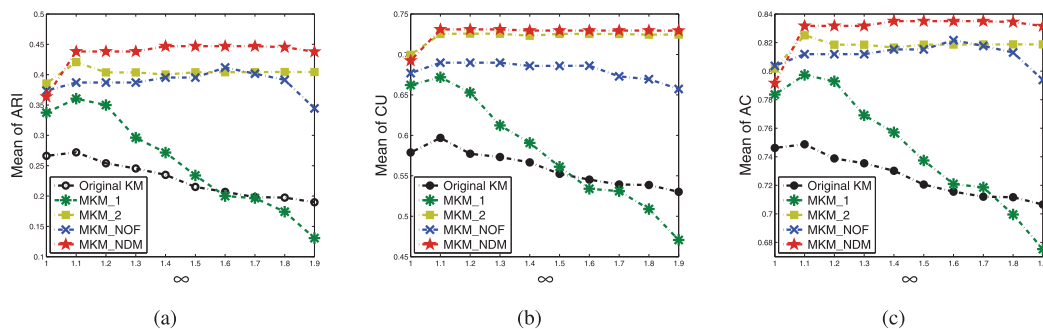 Mean of ARI
0.5
0.45
0.4
0.35
0.3
0.25
0.2
0.15
0.1
1 1.1 1.2 1.3 1.4 1.5 1.6 1.7 1.8 1.9
∞
Original KM
MKM_1
MKM_2
MKM_NOF
MKM_NDM
(a)
Mean of CU
0.75
0.7
0.65
0.6
0.55
0.5
0.45
1 1.1 1.2 1.3 1.4 1.5 1.6 1.7 1.8 1.9
∞
Original KM
MKM_1
MKM_2
MKM_NOF
MKM_NDM
(b)
Mean of AC
0.84
0.82
0.8
0.78
0.76
0.74
0.72
0.7
0.68
1 1.1 1.2 1.3 1.4 1.5 1.6 1.7 1.8
∞
Original KM
MKM_1
MKM_2
MKM_NOF
MKM_NDM
(c)